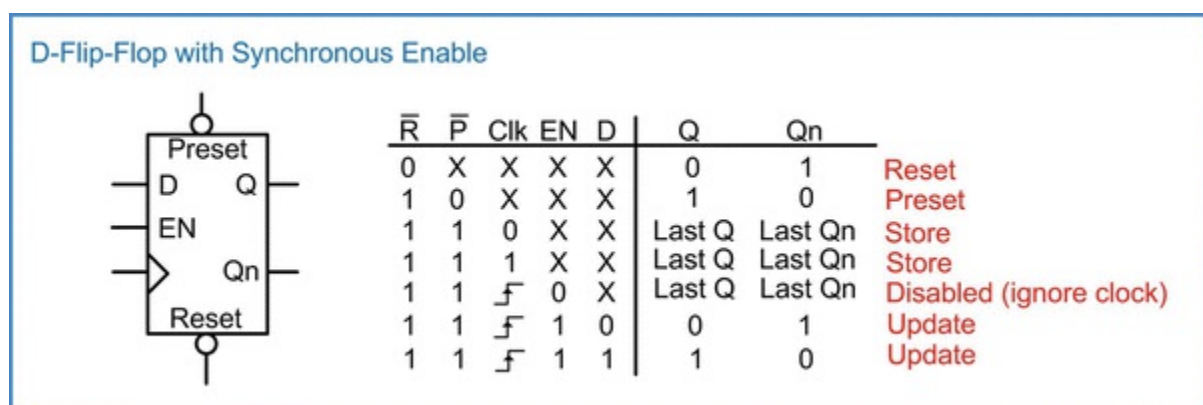 D-Flip-Flop with Synchronous Enable
Preset
D Q
EN
Qn
Reset
R̅ P̅ Clk EN D Q Qn
0 X X X X 0 1 Reset
1 0 X X X 1 0 Preset
1 1 0 X X Last Q Last Qn Store
1 1 1 X X Last Q Last Qn Store
1 1 0 X Last Q Last Qn Disabled (ignore clock)
1 1 1 0 0 1 Update
1 1 1 1 1 0 Update